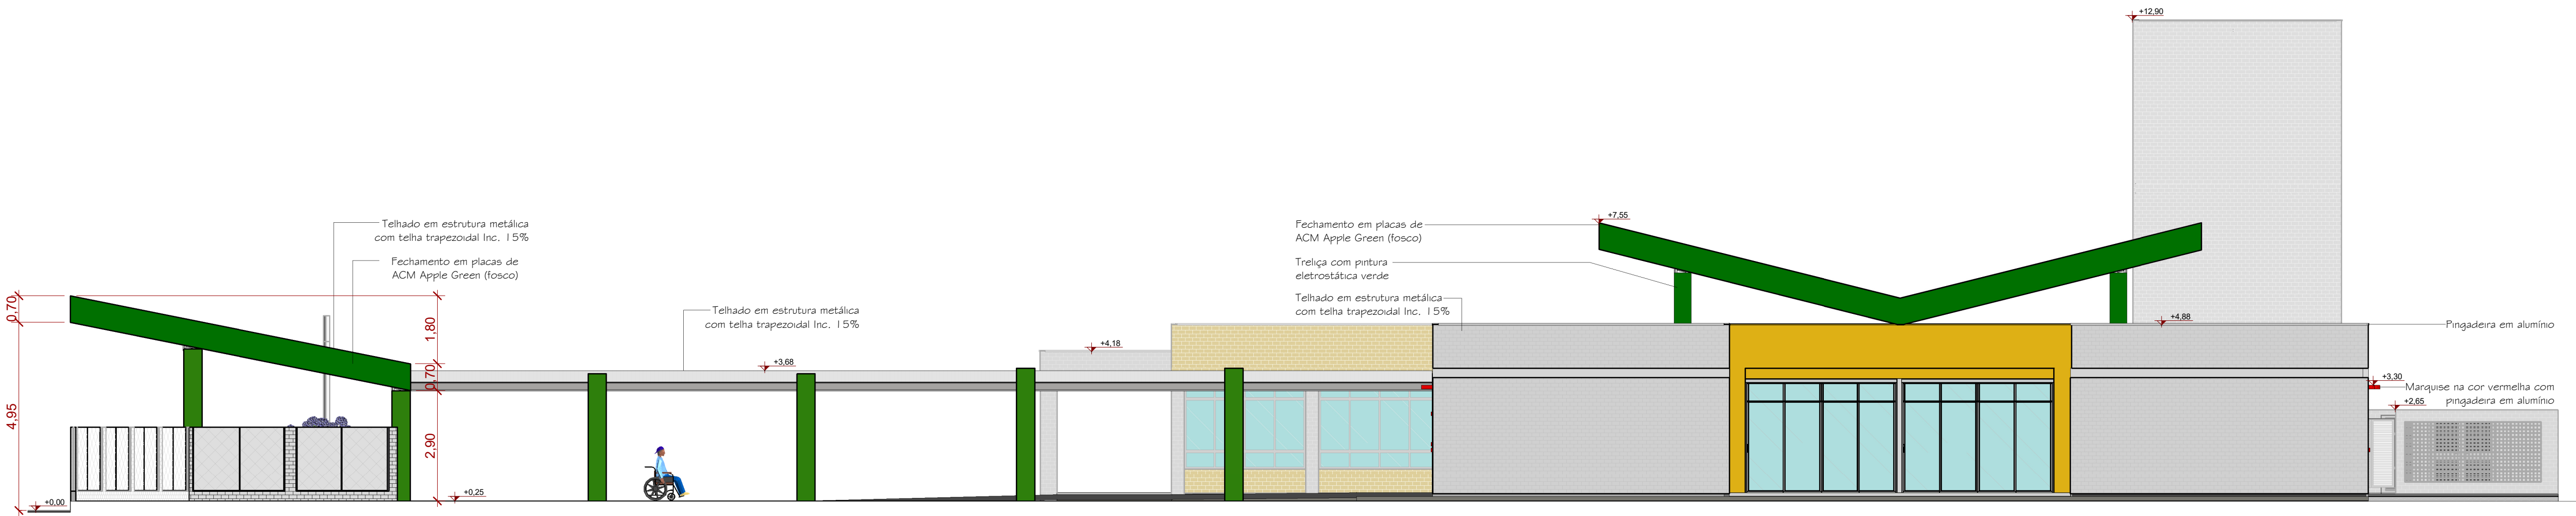 +12,90
Telhado em estrutura metálica
com telha trapezoidal Inc. 15%
Fechamento em placas de
ACM Apple Green (fosco)
Telhado em estrutura metálica
com telha trapezoidal Inc. 15%
Fechamento em placas de
ACM Apple Green (fosco)
Treliça com pintura
eletrostática verde
Telhado em estrutura metálica
com telha trapezoidal Inc. 15%
+7,55
+4,88
Pingadeira em alumínio
+3,30
Marquise na cor vermelha com
pingadeira em alumínio
+2,65
+4,18
+3,68
0,70
4,95
1,80
0,70
2,90
+0,25
+0,00